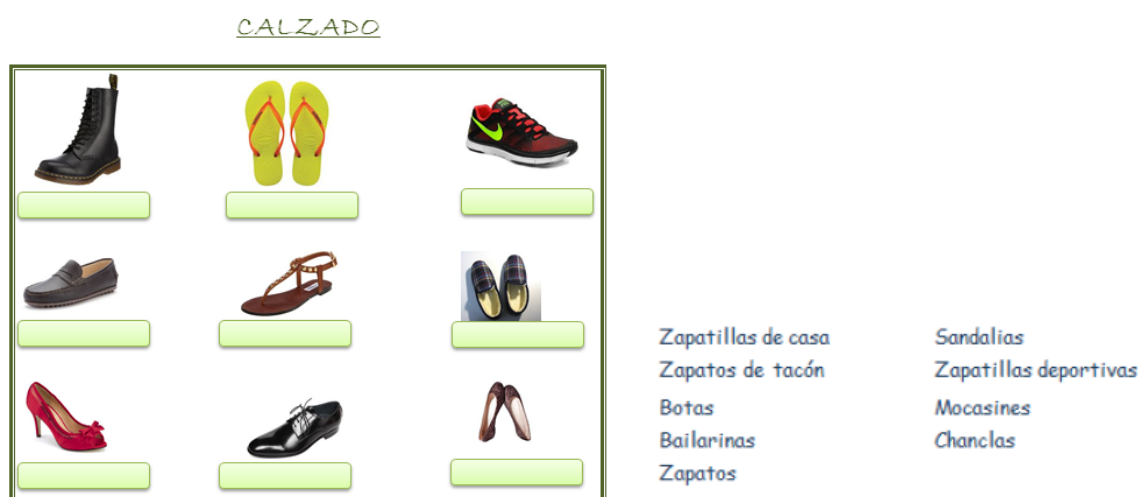 CALZADO
Zapatillas de casa
Zapatos de tacón
Botas
Bailarinas
Zapatos
Sandalias
Zapatillas deportivas
Mocasines
Chanclas